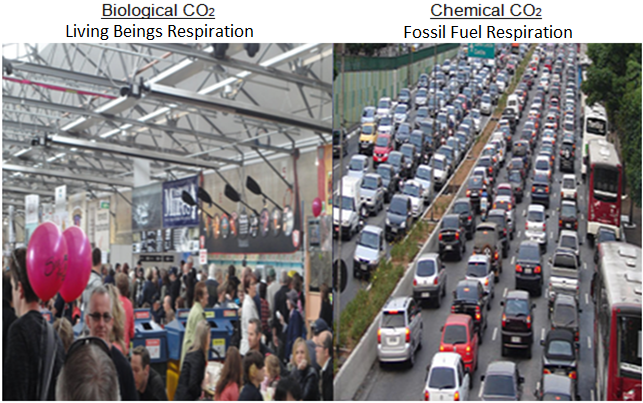 Biological CO₂
Living Beings Respiration
Chemical CO₂
Fossil Fuel Respiration